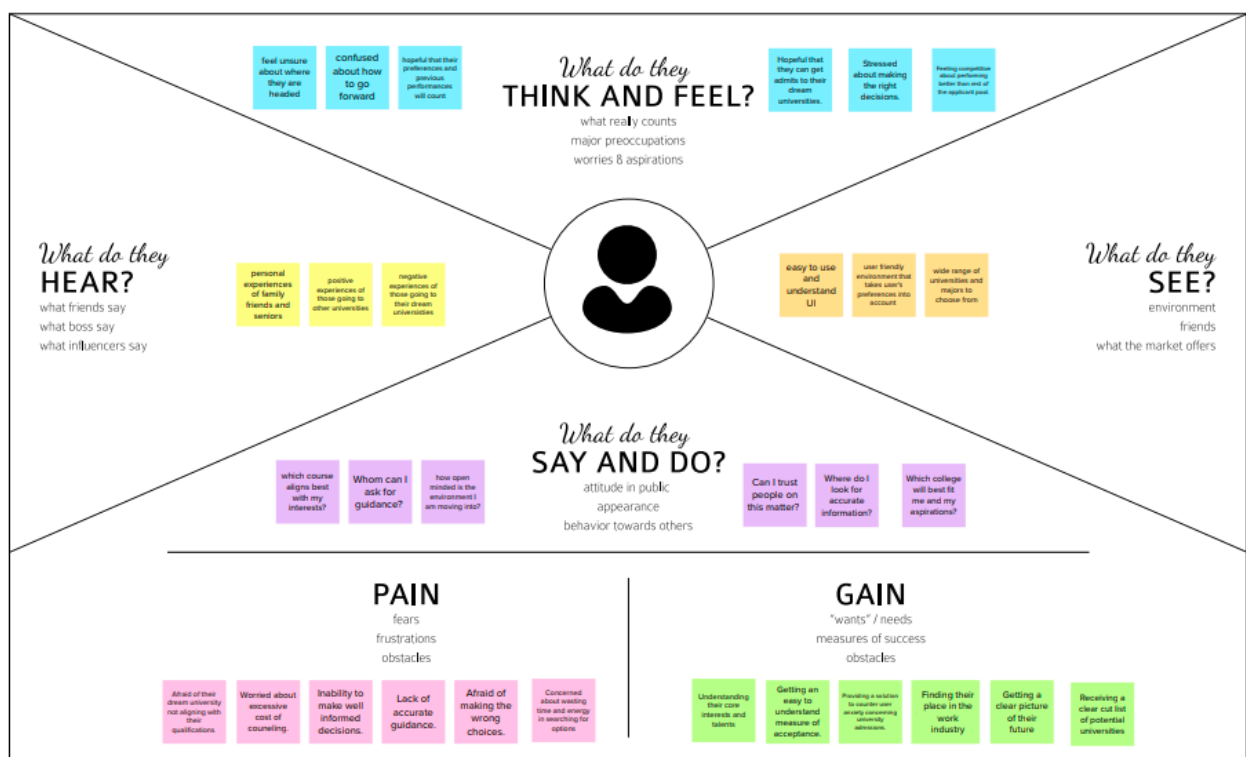 feel unsure
about where
they are
headed
confused
about how
to go
forward
hopeful that their
preferences and
previous
performances
will count
What do they
THINK AND FEEL?
what really counts
major preoccupations
worries & aspirations
Hopeful that
they can get
admits to their
dream
universities.
Stressed
about making
the right
decisions.
Feeling competitive
about performing
better than rest of
the applicant pool.
What do they
HEAR?
what friends say
what boss say
what influencers say
personal
experiences
of family
friends and
seniors
positive
experiences of
those going to
other universities
negative
experiences of
those going to
their dream
universities
easy to use
and
understand
UI
user friendly
environment that
takes user's
preferences into
account
wide range of
universities and
majors to
choose from
What do they
SEE?
environment
friends
what the market offers
What do they
SAY AND DO?
attitude in public
appearance
behavior towards others
which course
aligns best
with my
interests?
Whom can I
ask for
guidance?
how open
minded is the
environment I
am moving into?
Can I trust
people on
this matter?
Where do I
look for
accurate
information?
Which college
will best fit
me and my
aspirations?
PAIN
fears
frustrations
obstacles
Afraid of their
dream university
not aligning with
their
qualifications.
Worried about
excessive
cost of
couneling.
Inability to
make well
informed
decisions.
Lack of
accurate
guidance.
Afraid of
making the
wrong
choices.
Concerned
about wasting
time and energy
in searching for
options
GAIN
"wants" / needs
measures of success
obstacles
Understanding
their core
interests and
talents
Getting an
easy to
understand
measure of
acceptance.
Providing a solution
to counter user
anxiety concerning
university
admissions.
Finding their
place in the
work
industry
Getting a
clear picture
of their
future
Receiving a
clear cut list
of potential
universities